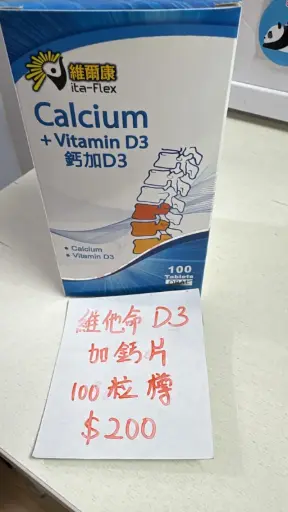 維爾康
ita-Flex
Calcium
+ Vitamin D3
鈣加D3
• Calcium
• Vitamin D3
100
Tablets
維他命 D3
加鈣片
100粒樽
$200